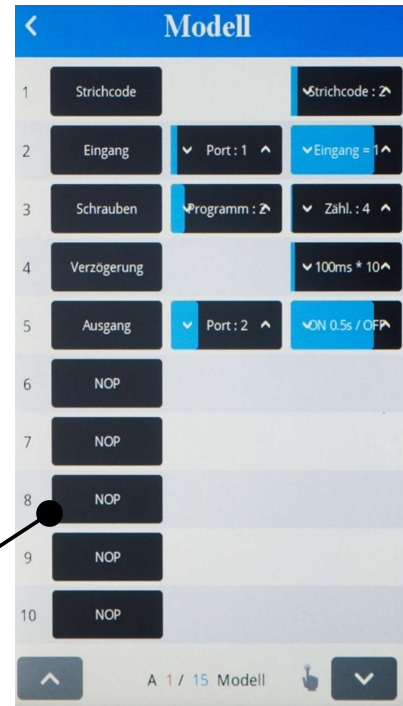 Modell
1 Strichcode Strichcode : 2
2 Eingang Port : 1 Eingang = 1
3 Schrauben Programm : 2 Zähl. : 4
4 Verzögerung 100ms * 10
5 Ausgang Port : 2 ON 0.5s / OFF
6 NOP
7 NOP
8 NOP
9 NOP
10 NOP
A 1 / 15 Modell